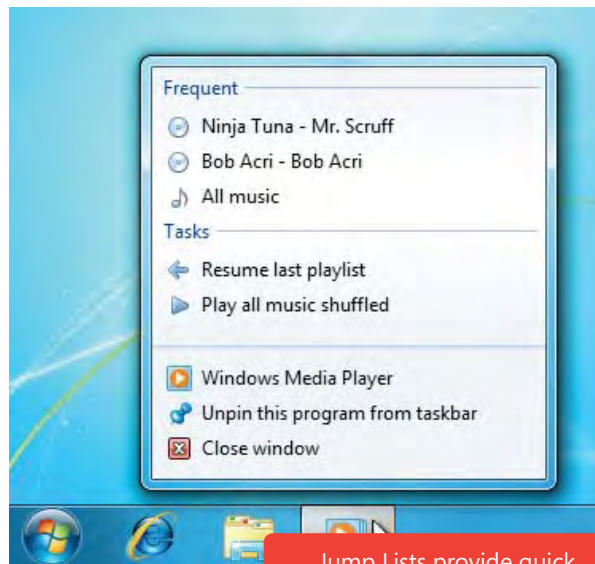 Frequent
Ninja Tuna - Mr. Scruff
Bob Acri - Bob Acri
All music
Tasks
Resume last playlist
Play all music shuffled
Windows Media Player
Unpin this program from taskbar
Close window
Jump Lists provide quick